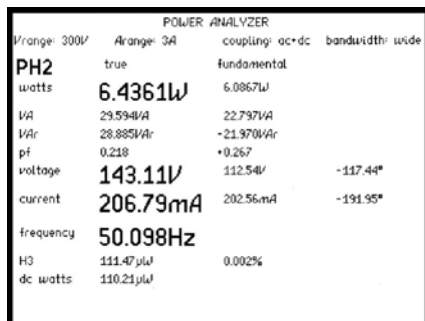 POWER ANALYZER
Vrange: 300V Arange: 3A coupling: ac+dc bandwidth: wide
PH2 true fundamental
watts 6.4361W 6.0867W
VA 29.594VA 22.797VA
VAr 28.885VAr -21.970VAr
pf 0.218 +0.267
voltage 143.11V 112.54V -117.44°
current 206.79mA 202.56mA -191.95°
frequency 50.098Hz
H3 111.47µW 0.002%
dc watts 110.21µW